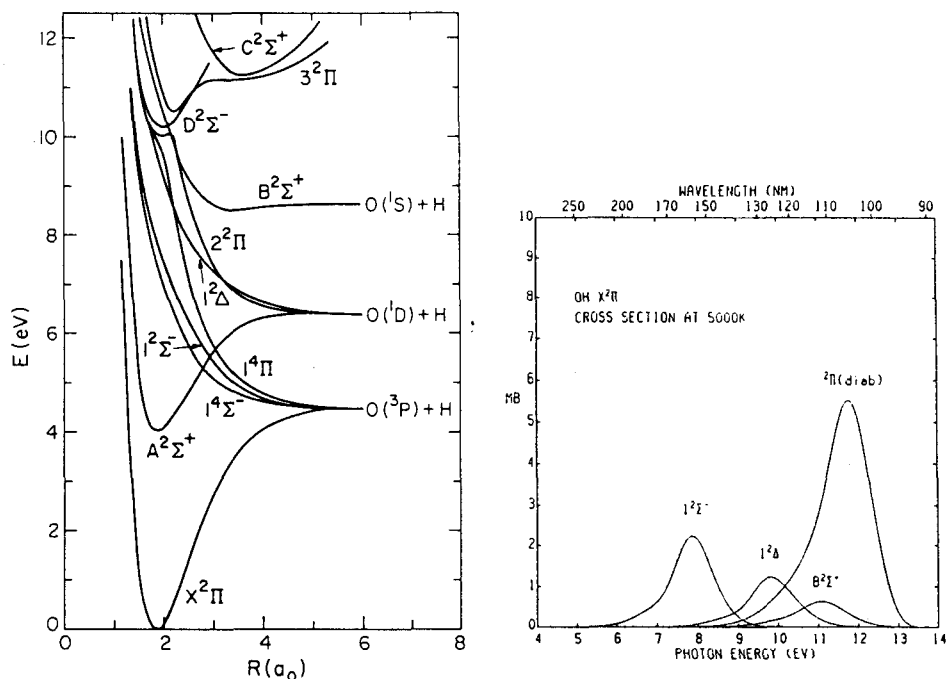 12
10
8
6
4
2
0
E (eV)
0 2 4 6 8
R(a₀)
C²Σ⁺
3²Π
D²Σ⁻
B²Σ⁺
O(¹S)+H
2²Π
1²Δ
O(¹D)+H
1²Σ⁻
1⁴Π
1⁴Σ⁻
O(³P)+H
A²Σ⁺
X²Π
WAVELENGTH (NM)
250 200 175 150 125 110 100 90 87
10
9
8
7
6
5
4
3
2
1
0
MB
OH X²Π
CROSS SECTION AT 5000K
²Π(diab)
1²Σ⁻
1²Δ
B²Σ⁺
4 5 6 7 8 9 10 11 12 13 14
PHOTON ENERGY (EV)